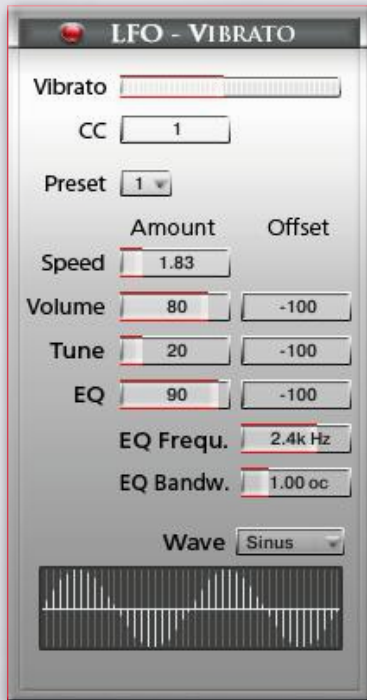 LFO - VIBRATO
Vibrato
CC 1
Preset 1
Amount Offset
Speed 1.83
Volume 80 -100
Tune 20 -100
EQ 90 -100
EQ Frequ. 2.4k Hz
EQ Bandw. 1.00 oc
Wave Sinus